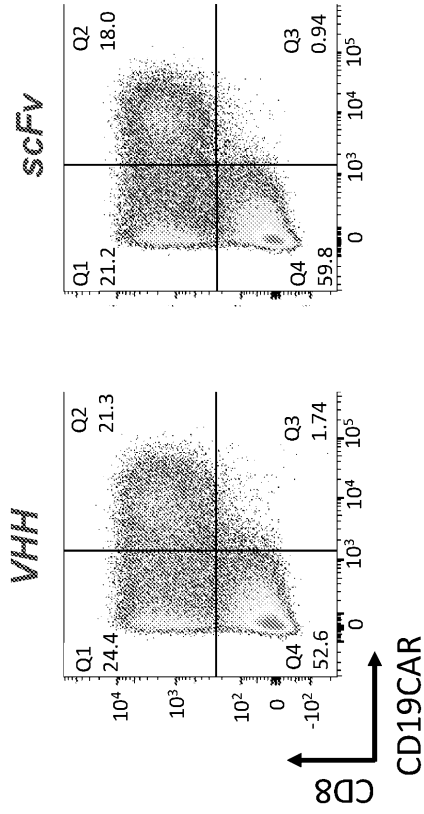 VHH
Q1
24.4
Q2
21.3
Q3
1.74
Q4
52.6
10⁴
10³
10²
0
-10²
0
10³
10⁴
10⁵
CD8
CD19CAR
scFv
Q1
21.2
Q2
18.0
Q3
0.94
Q4
59.8
0
10³
10⁴
10⁵